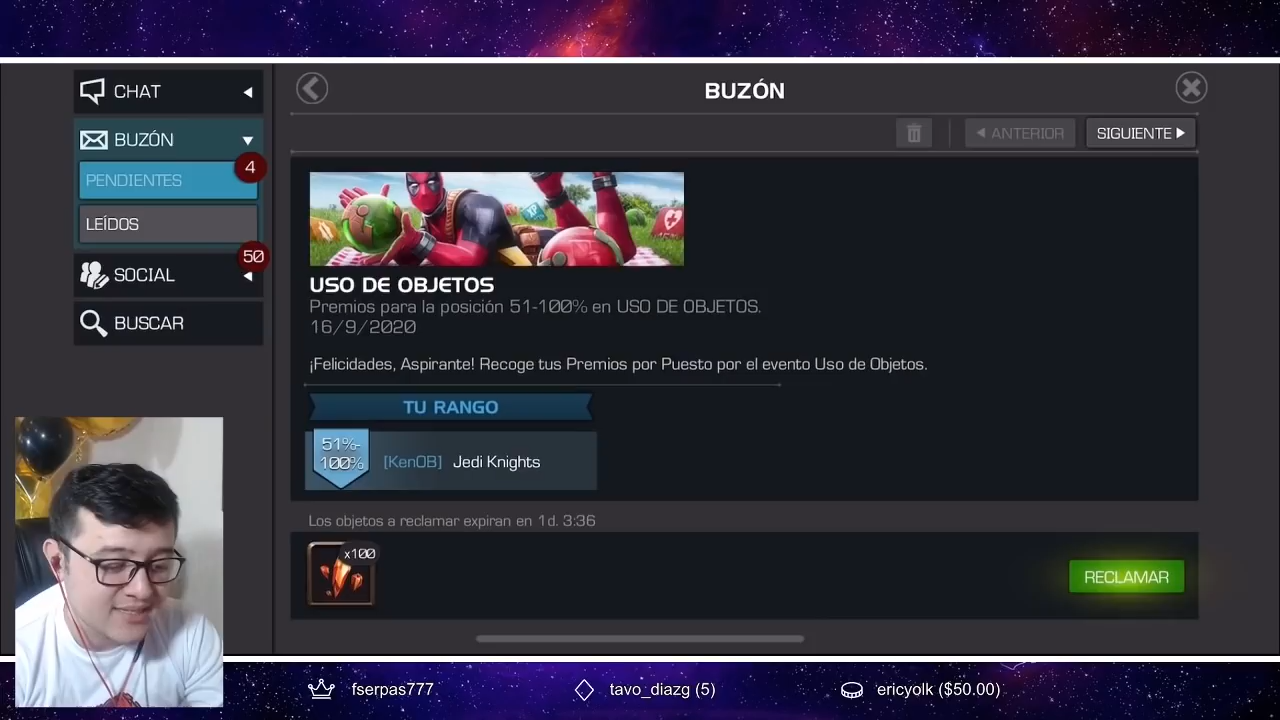 CHAT
BUZÓN
4
PENDIENTES
LEÍDOS
50
SOCIAL
BUSCAR
BUZÓN
ANTERIOR
SIGUIENTE
USO DE OBJETOS
Premios para la posición 51-100% en USO DE OBJETOS.
16/9/2020
¡Felicidades, Aspirante! Recoge tus Premios por Puesto por el evento Uso de Objetos.
TU RANGO
51%-
100%
[KenOB] Jedi Knights
Los objetos a reclamar expiran en 1d. 3:36
x100
RECLAMAR
fserpas777
tavo_diazg (5)
ericyolk ($50.00)